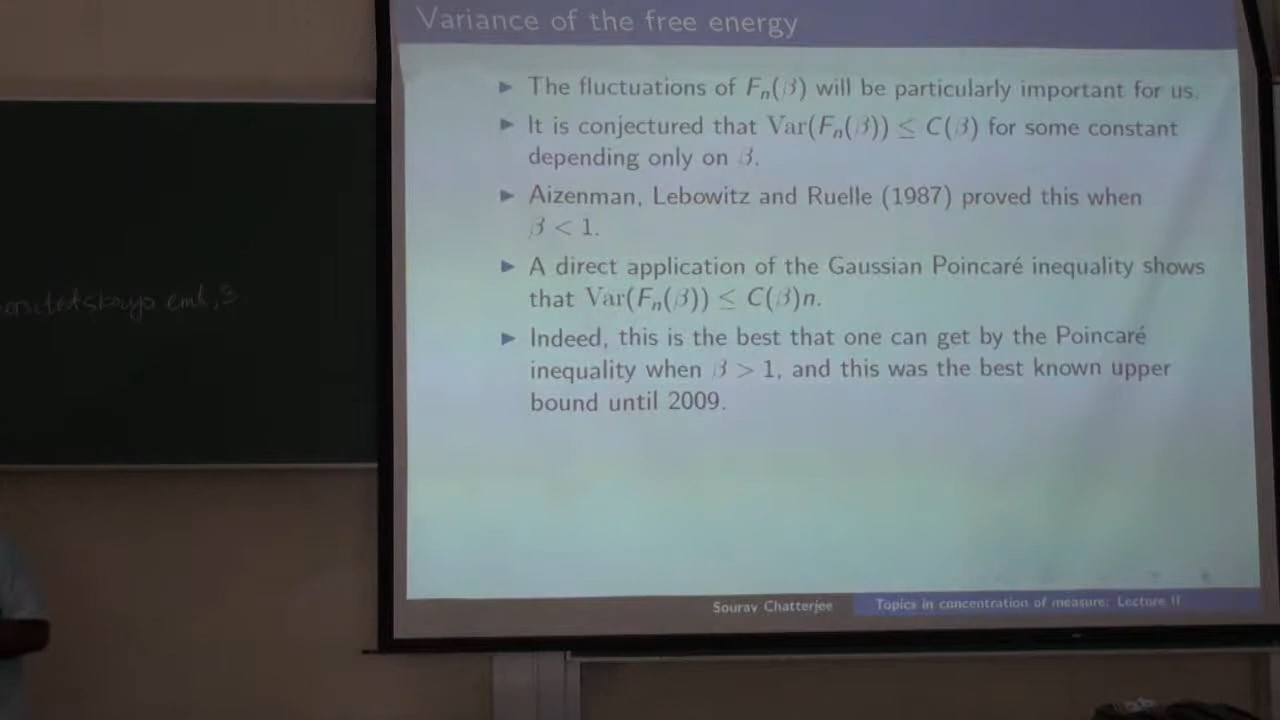 Variance of the free energy
▶ The fluctuations of Fₙ(β) will be particularly important for us.
▶ It is conjectured that Var(Fₙ(β)) ≤ C(β) for some constant
depending only on β.
▶ Aizenman, Lebowitz and Ruelle (1987) proved this when
β < 1.
▶ A direct application of the Gaussian Poincaré inequality shows
that Var(Fₙ(β)) ≤ C(β)n.
▶ Indeed, this is the best that one can get by the Poincaré
inequality when β > 1, and this was the best known upper
bound until 2009.
Sourav Chatterjee
Topics in concentration of measure: Lecture II